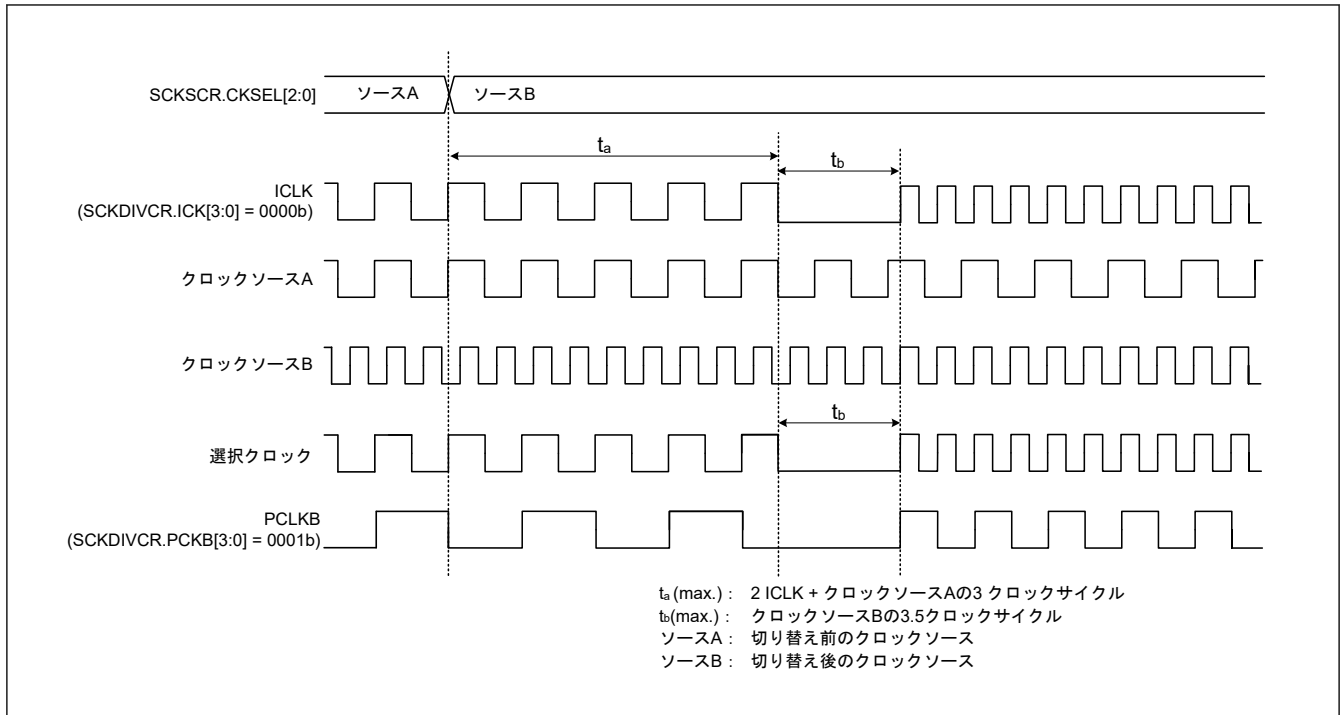 SCKSCR.CKSEL[2:0]
ソースA
ソースB
ta
tb
ICLK
(SCKDIVCR.ICK[3:0] = 0000b)
クロックソースA
クロックソースB
tb
選択クロック
PCLKB
(SCKDIVCR.PCKB[3:0] = 0001b)
ta (max.) : 2 ICLK + クロックソースAの3 クロックサイクル
tb(max.) : クロックソースBの3.5クロックサイクル
ソースA : 切り替え前のクロックソース
ソースB : 切り替え後のクロックソース